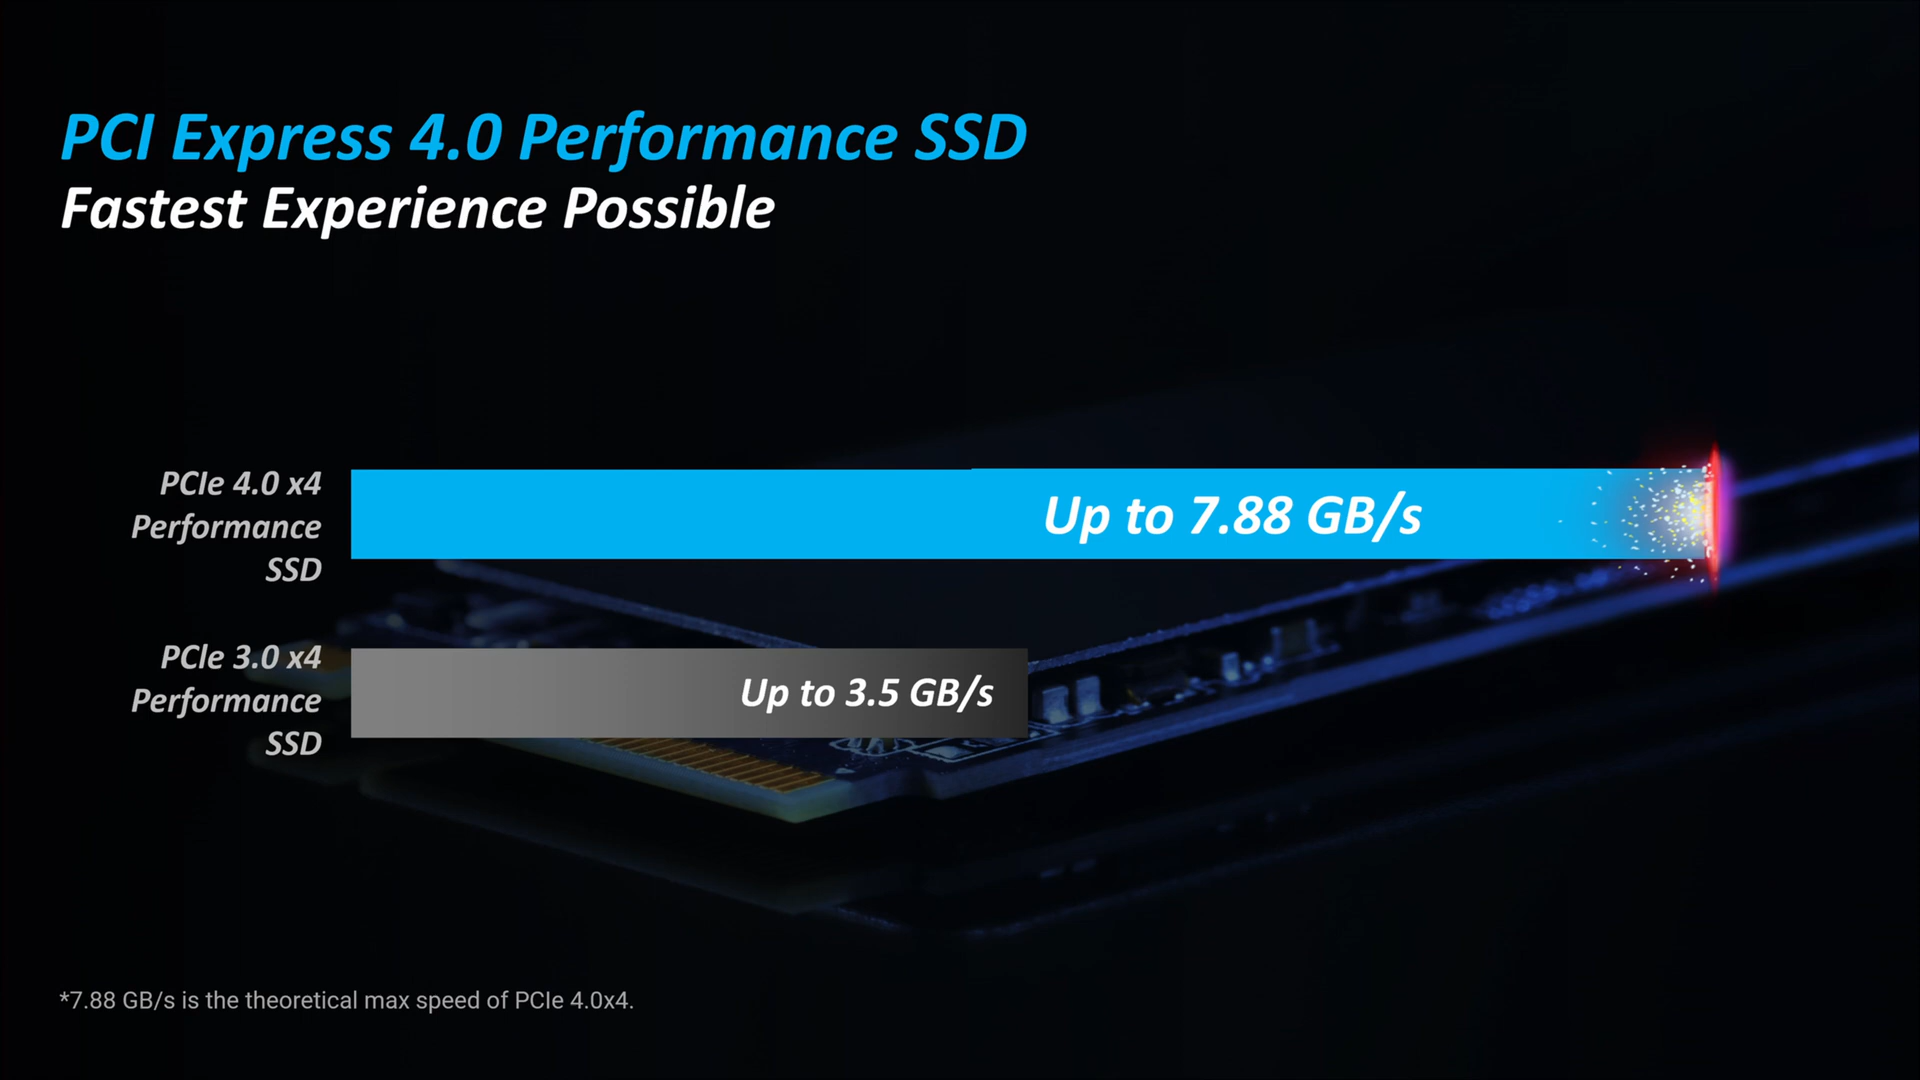 PCI Express 4.0 Performance SSD
Fastest Experience Possible
PCIe 4.0 x4
Performance
SSD
Up to 7.88 GB/s
PCle 3.0 x4
Performance
SSD
Up to 3.5 GB/s
*7.88 GB/s is the theoretical max speed of PCIe 4.0x4.